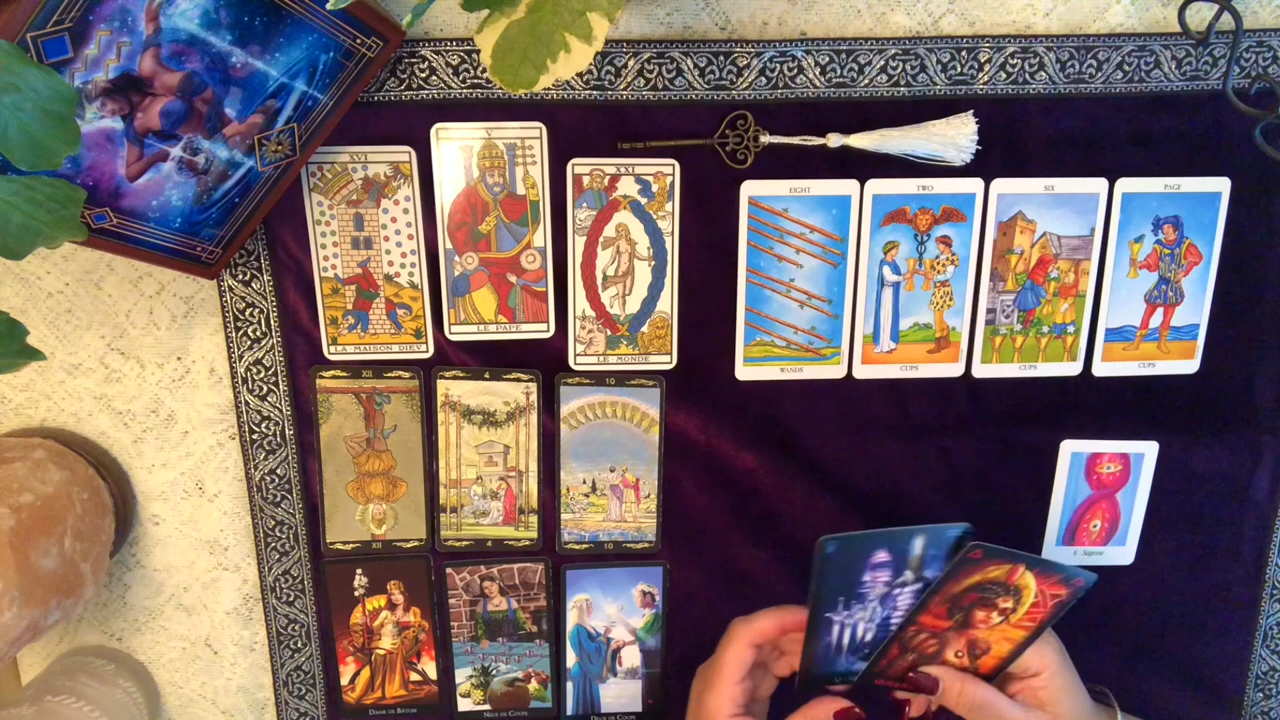 XVI
LA·MAISON DIEV
V
LE·PAPE
XXI
LE·MONDE
EIGHT
WANDS
TWO
CUPS
SIX
CUPS
PAGE
CUPS
XII
XII
4
4
10
10
6 - Sagesse
DAME DE BÂTON
NEUF DE COUPE
DEUX DE COUPE